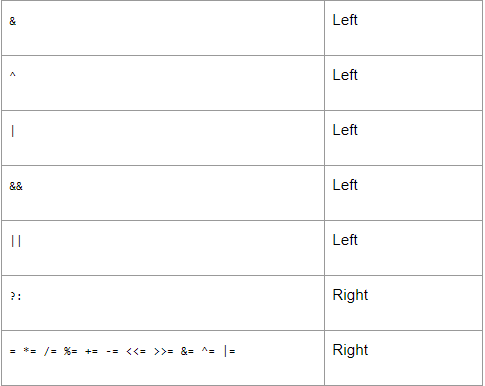 & Left
^ Left
| Left
&& Left
|| Left
?: Right
= *= /= %= += -= <<= >>= &= ^= |= Right